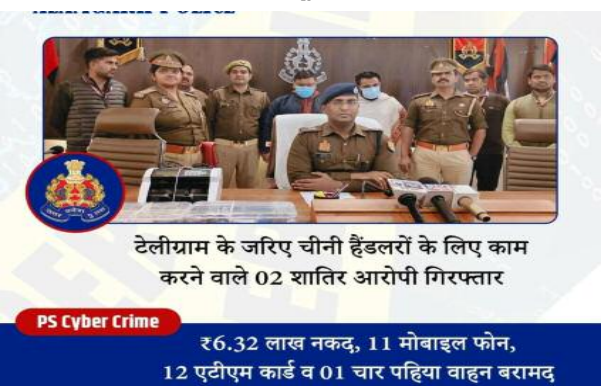 टेलीग्राम के जरिए चीनी हैंडलरों के लिए काम
करने वाले 02 शातिर आरोपी गिरफ्तार
PS Cyber Crime
₹6.32 लाख नकद, 11 मोबाइल फोन,
12 एटीएम कार्ड व 01 चार पहिया वाहन बरामद